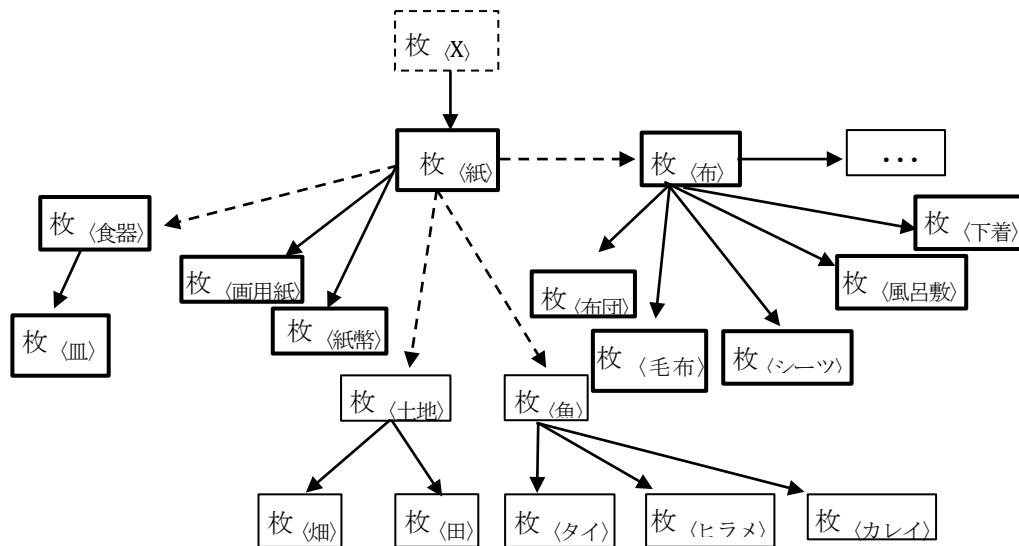 枚〈X〉
枚〈紙〉
枚〈布〉
…
枚〈食器〉
枚〈下着〉
枚〈画用紙〉
枚〈風呂敷〉
枚〈布団〉
枚〈紙幣〉
枚〈皿〉
枚〈毛布〉
枚〈シーツ〉
枚〈土地〉
枚〈魚〉
枚〈畑〉
枚〈田〉
枚〈タイ〉
枚〈ヒラメ〉
枚〈カレイ〉